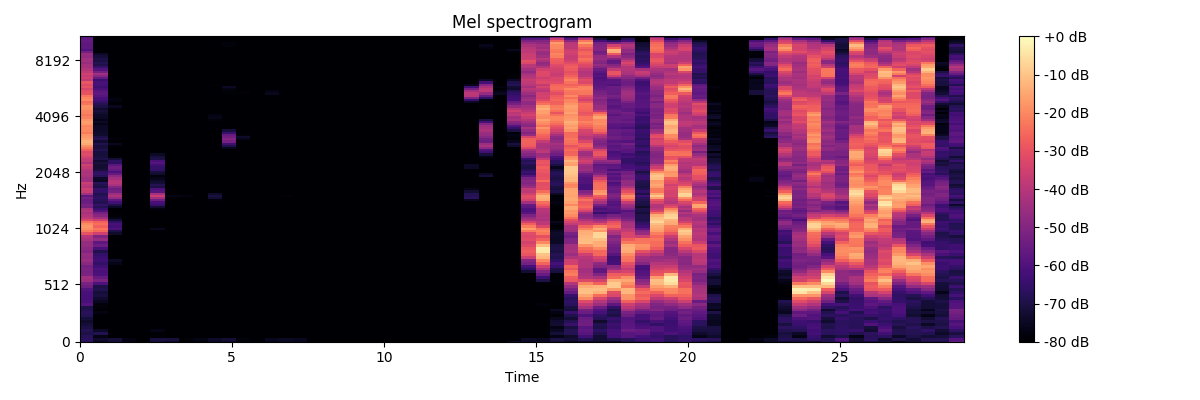 Mel spectrogram
8192
4096
2048
1024
512
0
Hz
0 5 10 15 20 25
Time
+0 dB
-10 dB
-20 dB
-30 dB
-40 dB
-50 dB
-60 dB
-70 dB
-80 dB